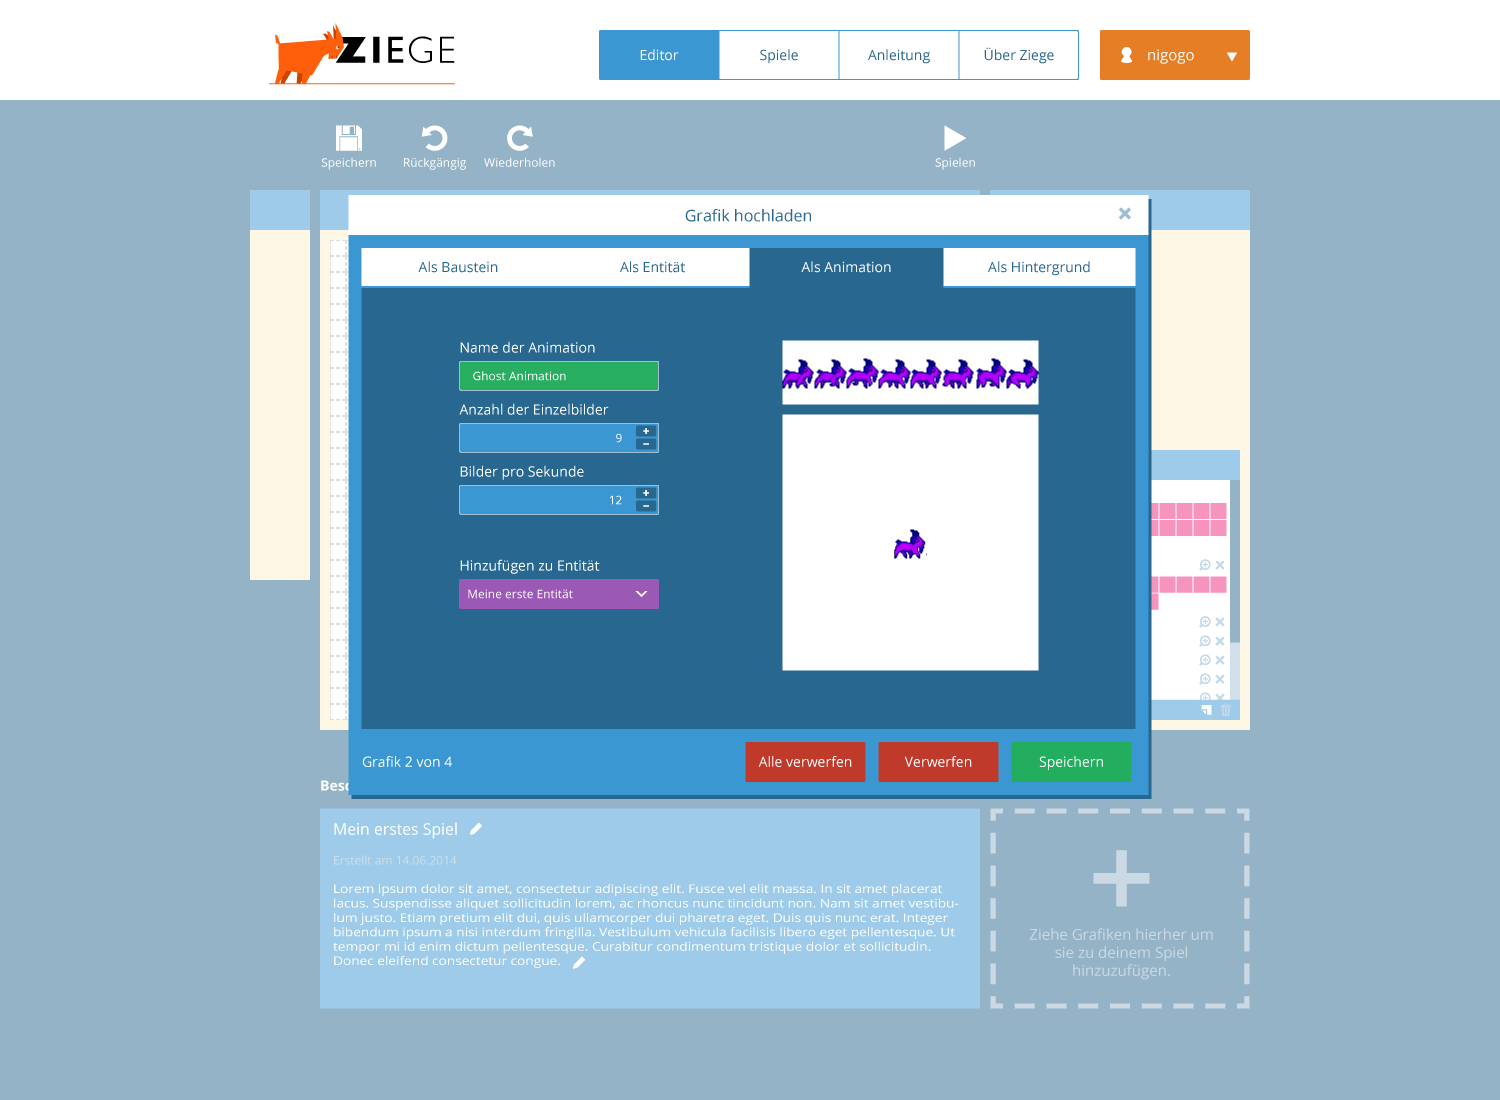 ZIEGE
Editor
Spiele
Anleitung
Über Ziege
nigogo
Speichern
Rückgängig
Wiederholen
Spielen
Grafik hochladen
Als Baustein
Als Entität
Als Animation
Als Hintergrund
Name der Animation
Ghost Animation
Anzahl der Einzelbilder
9
Bilder pro Sekunde
12
Hinzufügen zu Entität
Meine erste Entität
Grafik 2 von 4
Alle verwerfen
Verwerfen
Speichern
Mein erstes Spiel
Erstellt am 14.06.2014
Lorem ipsum dolor sit amet, consectetur adipiscing elit. Fusce vel elit massa. In sit amet placerat
lacus. Suspendisse aliquet sollicitudin lorem, ac rhoncus nunc tincidunt non. Nam sit amet vestibu-
lum justo. Etiam pretium elit dui, quis ullamcorper dui pharetra eget. Duis quis nunc erat. Integer
bibendum ipsum a nisi interdum fringilla. Vestibulum vehicula facilisis libero eget pellentesque. Ut
tempor mi id enim dictum pellentesque. Curabitur condimentum tristique dolor et sollicitudin.
Donec eleifend consectetur congue.
Ziehe Grafiken hierher um
sie zu deinem Spiel
hinzuzufügen.